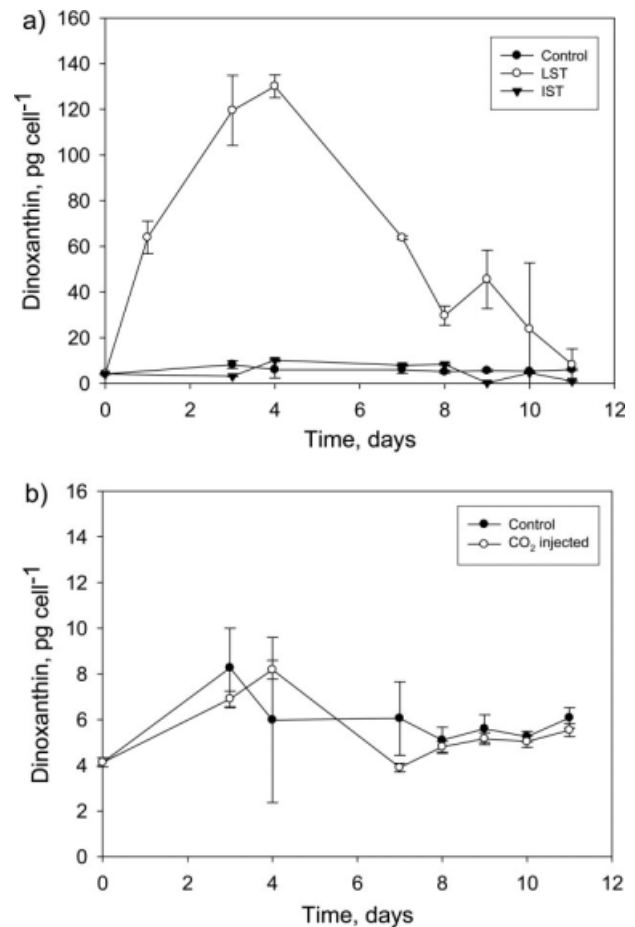 a)
160
140
120
100
80
60
40
20
0
Dinoxanthin, pg cell⁻¹
Control
LST
IST
0 2 4 6 8 10 12
Time, days
b)
16
14
12
10
8
6
4
2
0
Dinoxanthin, pg cell⁻¹
Control
CO₂ injected
0 2 4 6 8 10 12
Time, days